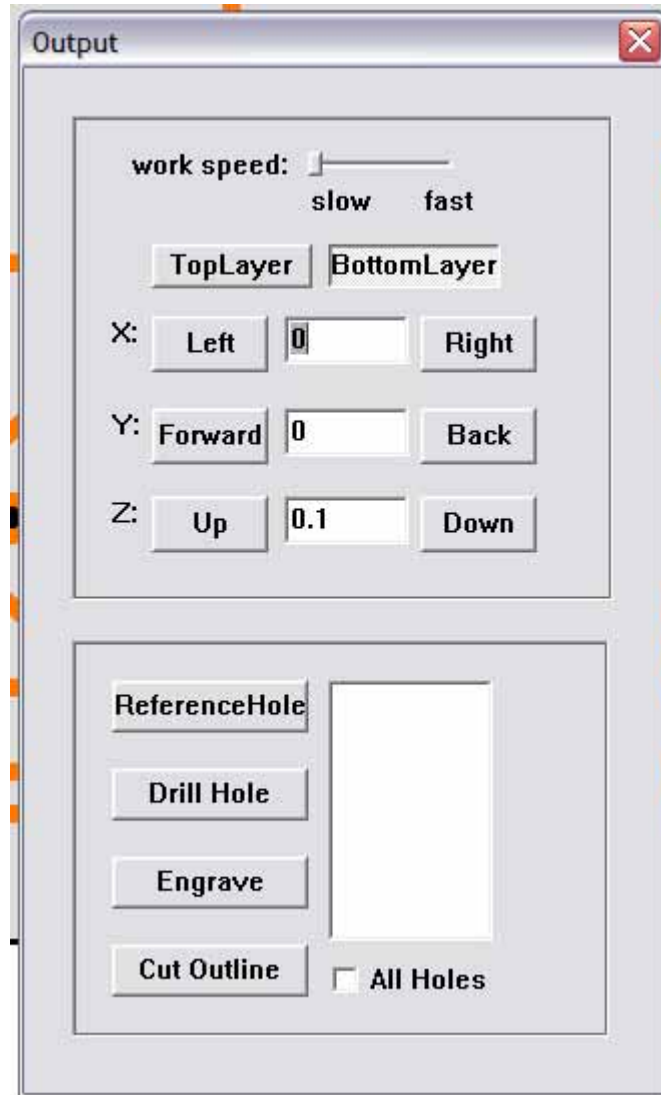 Output
work speed:
slow fast
TopLayer BottomLayer
X: Left 0 Right
Y: Forward 0 Back
Z: Up 0.1 Down
ReferenceHole
Drill Hole
Engrave
Cut Outline
All Holes